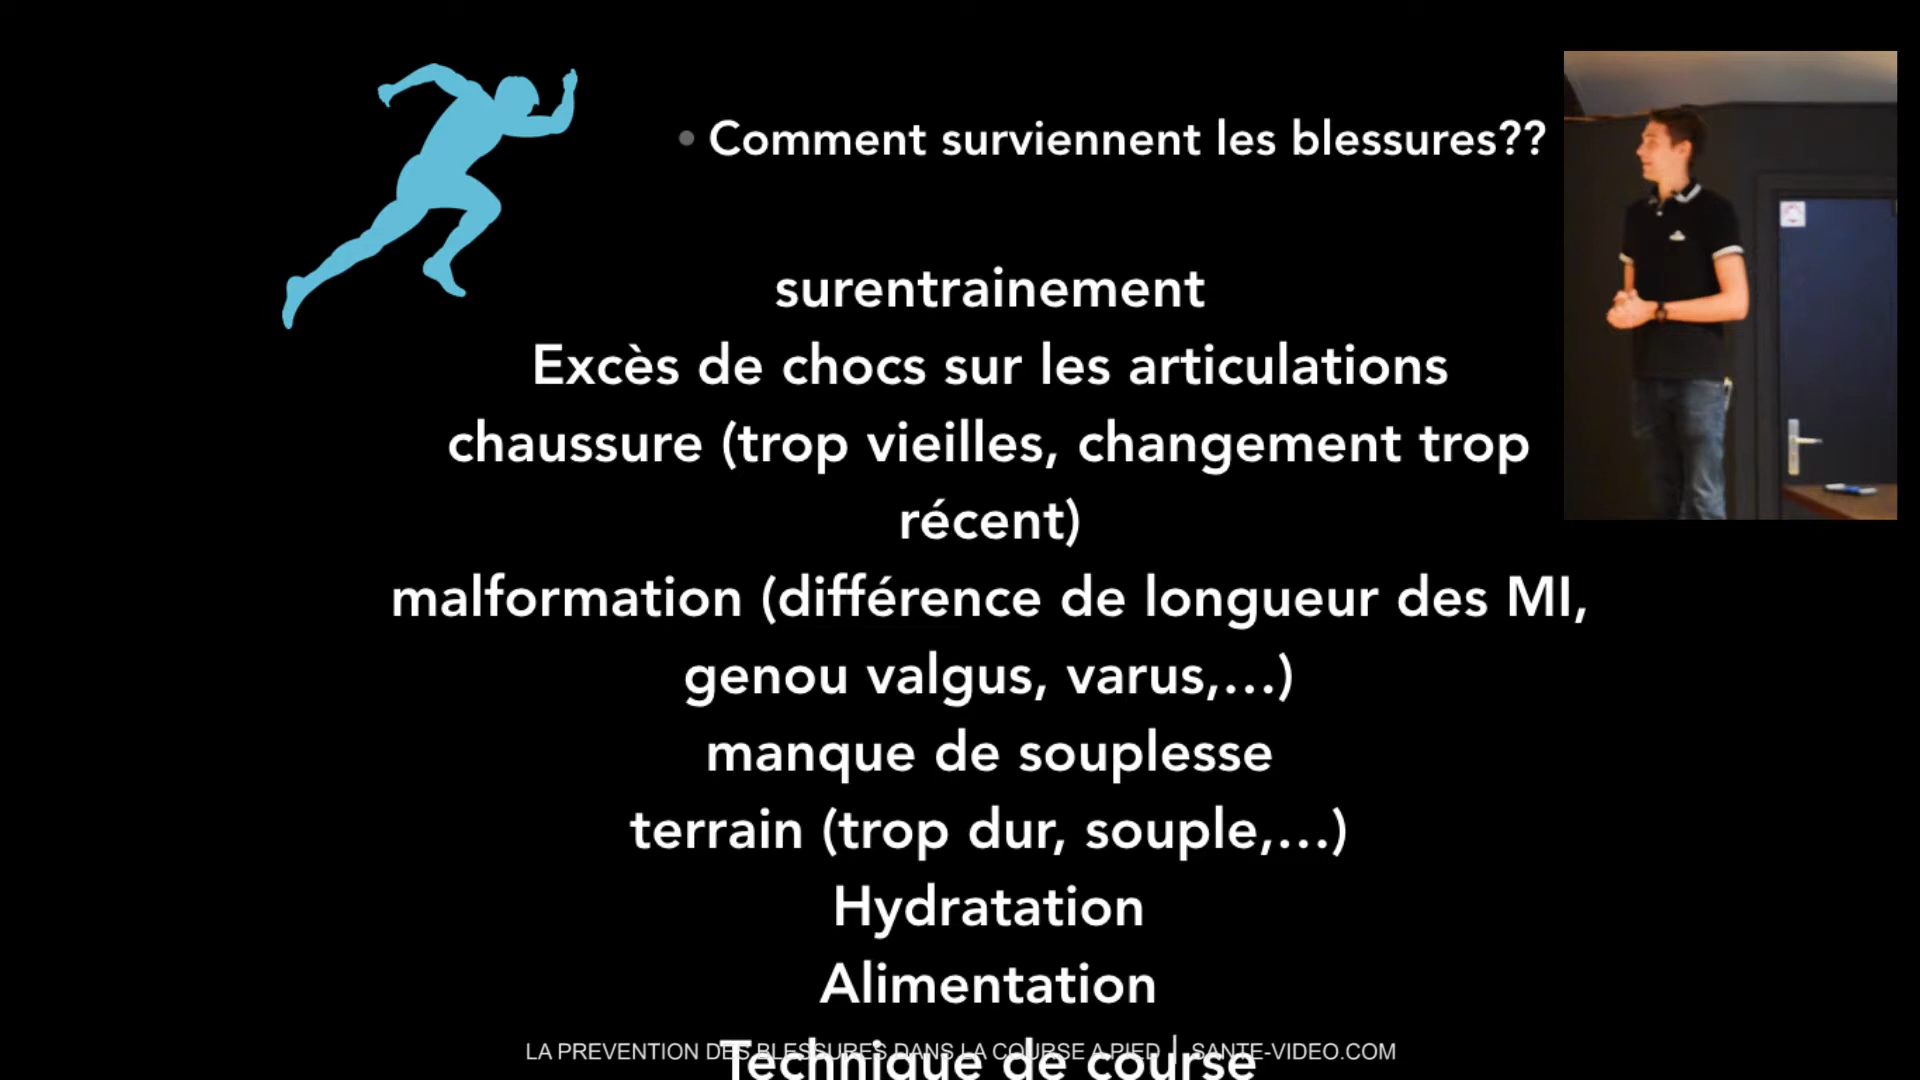 Comment surviennent les blessures??
surentrainement
Excès de chocs sur les articulations
chaussure (trop vieilles, changement trop
récent)
malformation (différence de longueur des MI,
genou valgus, varus,...)
manque de souplesse
terrain (trop dur, souple,...)
Hydratation
Alimentation
Technique de course
LA PREVENTION DES BLESSURES DANS LA COURSE A PIED | SANTE-VIDEO.COM